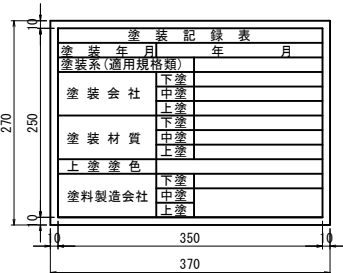 塗装記録表
塗装年月 年 月
塗装系(適用規格類)
塗装会社
下塗
中塗
上塗
塗装材質
下塗
中塗
上塗
上塗塗色
塗料製造会社
下塗
中塗
上塗
10
250
10
270
10
350
10
370